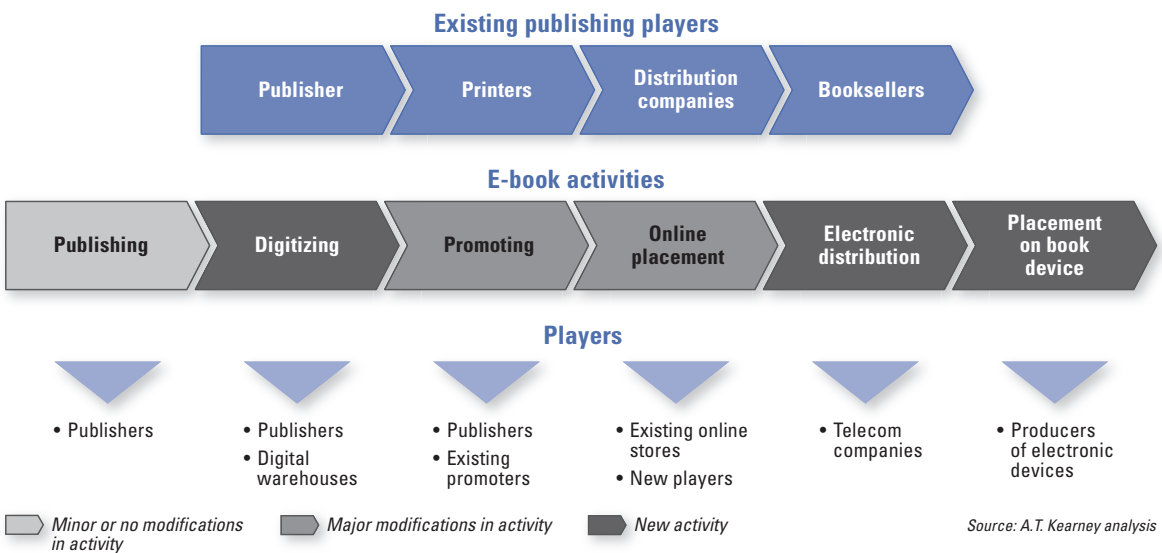 Existing publishing players
Publisher
Printers
Distribution
companies
Booksellers
E-book activities
Publishing
Digitizing
Promoting
Online
placement
Electronic
distribution
Placement
on book
device
Players
• Publishers
• Publishers
• Digital
warehouses
• Publishers
• Existing
promoters
• Existing online
stores
• New players
• Telecom
companies
• Producers
of electronic
devices
Minor or no modifications
in activity
Major modifications in activity
New activity
Source: A.T. Kearney analysis